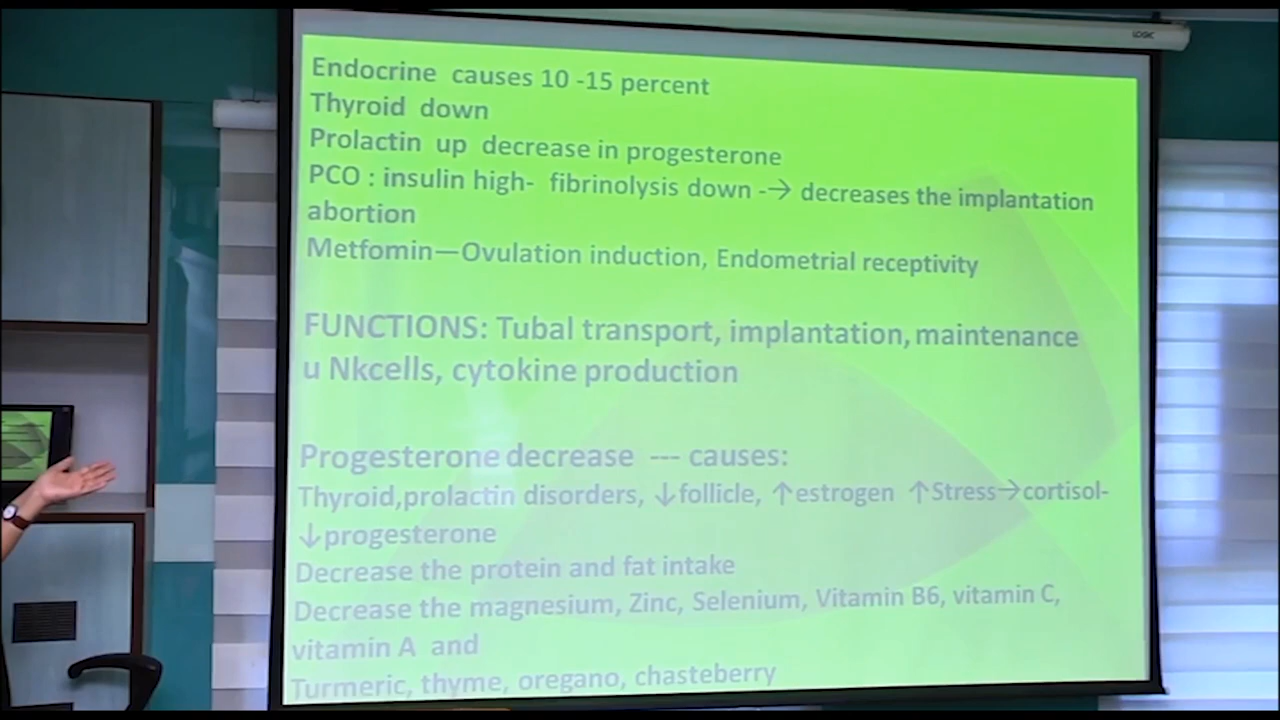 LOGIC
Endocrine causes 10 -15 percent
Thyroid down
Prolactin up decrease in progesterone
PCO : insulin high- fibrinolysis down -→ decreases the implantation
abortion
Metfomin—Ovulation induction, Endometrial receptivity
FUNCTIONS: Tubal transport, implantation, maintenance
u Nkcells, cytokine production
Progesterone decrease --- causes:
Thyroid,prolactin disorders, ↓follicle, ↑estrogen ↑Stress→cortisol-
↓progesterone
Decrease the protein and fat intake
Decrease the magnesium, Zinc, Selenium, Vitamin B6, vitamin C,
vitamin A and
Turmeric, thyme, oregano, chasteberry